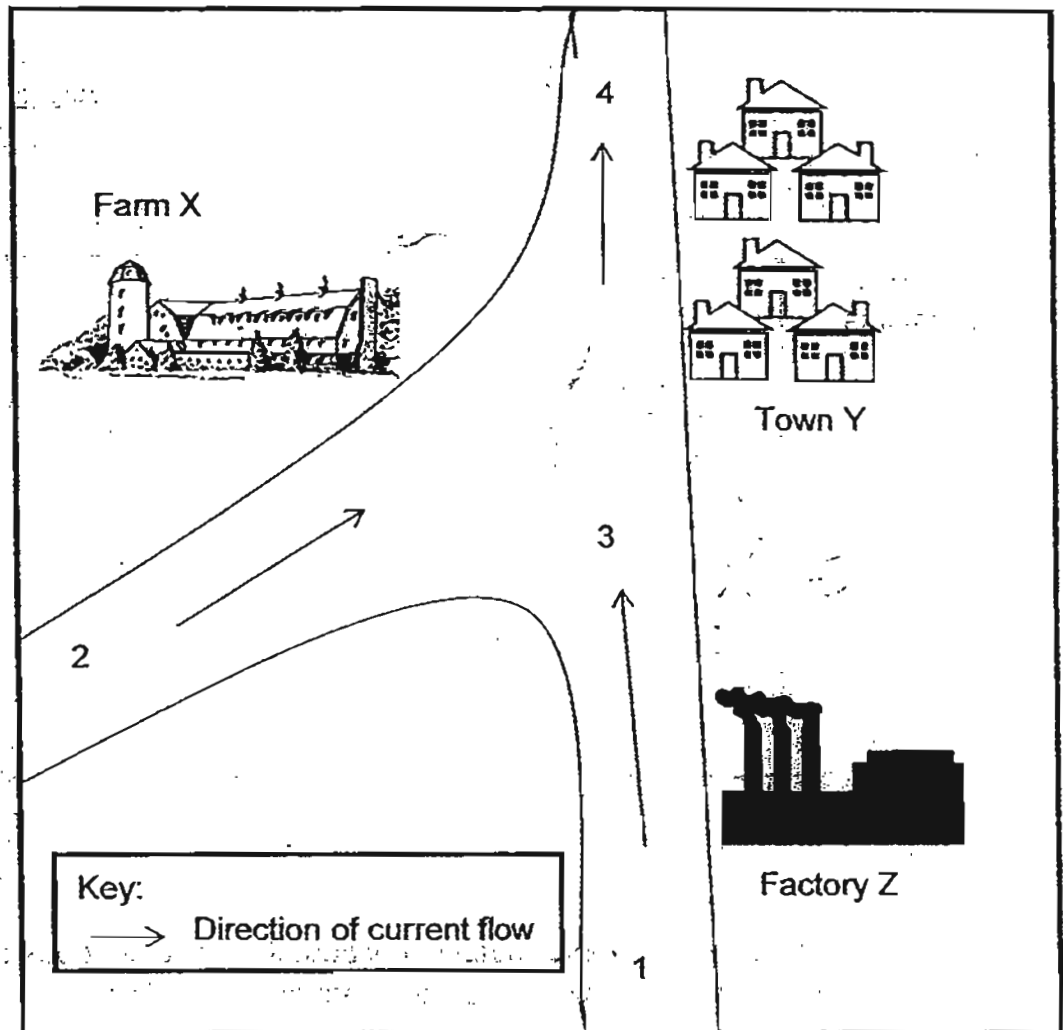 4
Farm X
Town Y
3
2
Factory Z
Key:
Direction of current flow
1